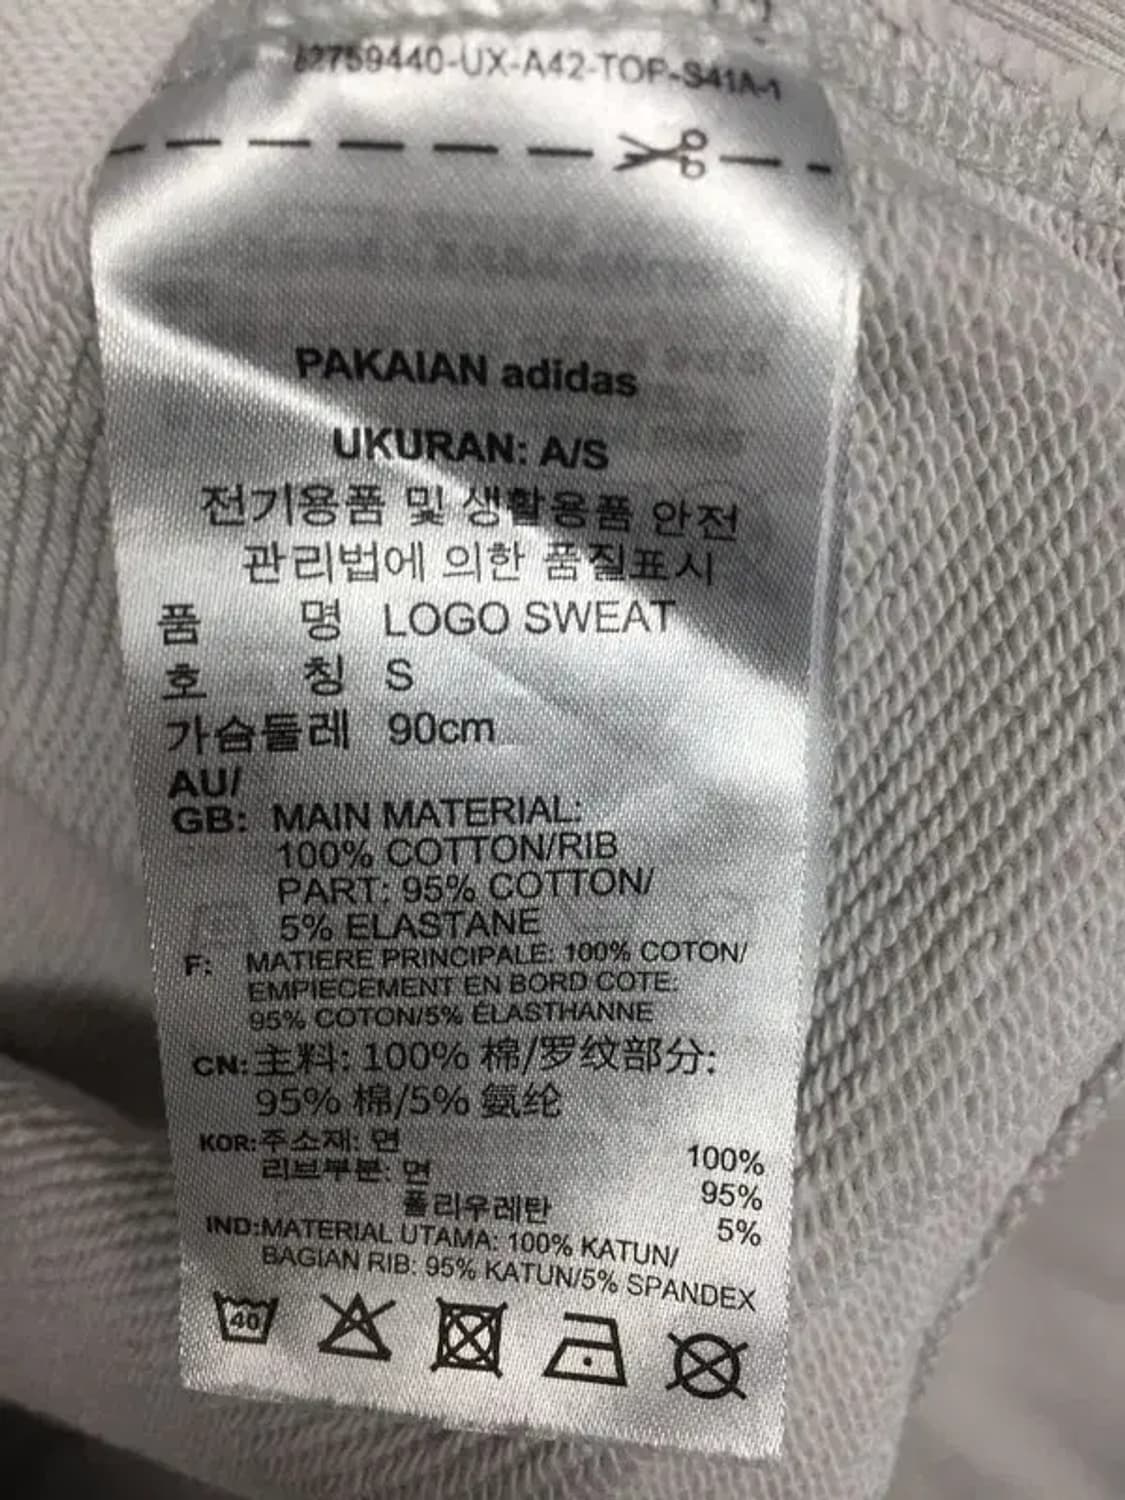 62759440-UX-A42-TOP-S41A-1
PAKAIAN adidas
UKURAN: A/S
전기용품 및 생활용품 안전
관리법에 의한 품질표시
품 명 LOGO SWEAT
호 칭 S
가슴둘레 90cm
AU/
GB: MAIN MATERIAL:
100% COTTON/RIB
PART: 95% COTTON/
5% ELASTANE
F: MATIERE PRINCIPALE: 100% COTON/
EMPIECEMENT EN BORD COTE:
95% COTON/5% ÉLASTHANNE
CN: 主料: 100% 棉/罗纹部分:
95% 棉/5% 氨纶
KOR: 주소재: 면 100%
리브부분: 면 95%
폴리우레탄 5%
IND: MATERIAL UTAMA: 100% KATUN/
BAGIAN RIB: 95% KATUN/5% SPANDEX
40